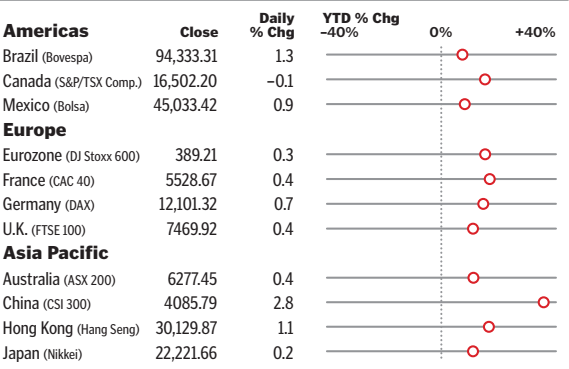 Americas Close Daily % Chg YTD % Chg
–40% 0% +40%
Brazil (Bovespa) 94,333.31 1.3
Canada (S&P/TSX Comp.) 16,502.20 –0.1
Mexico (Bolsa) 45,033.42 0.9
Europe
Eurozone (DJ Stoxx 600) 389.21 0.3
France (CAC 40) 5528.67 0.4
Germany (DAX) 12,101.32 0.7
U.K. (FTSE 100) 7469.92 0.4
Asia Pacific
Australia (ASX 200) 6277.45 0.4
China (CSI 300) 4085.79 2.8
Hong Kong (Hang Seng) 30,129.87 1.1
Japan (Nikkei) 22,221.66 0.2